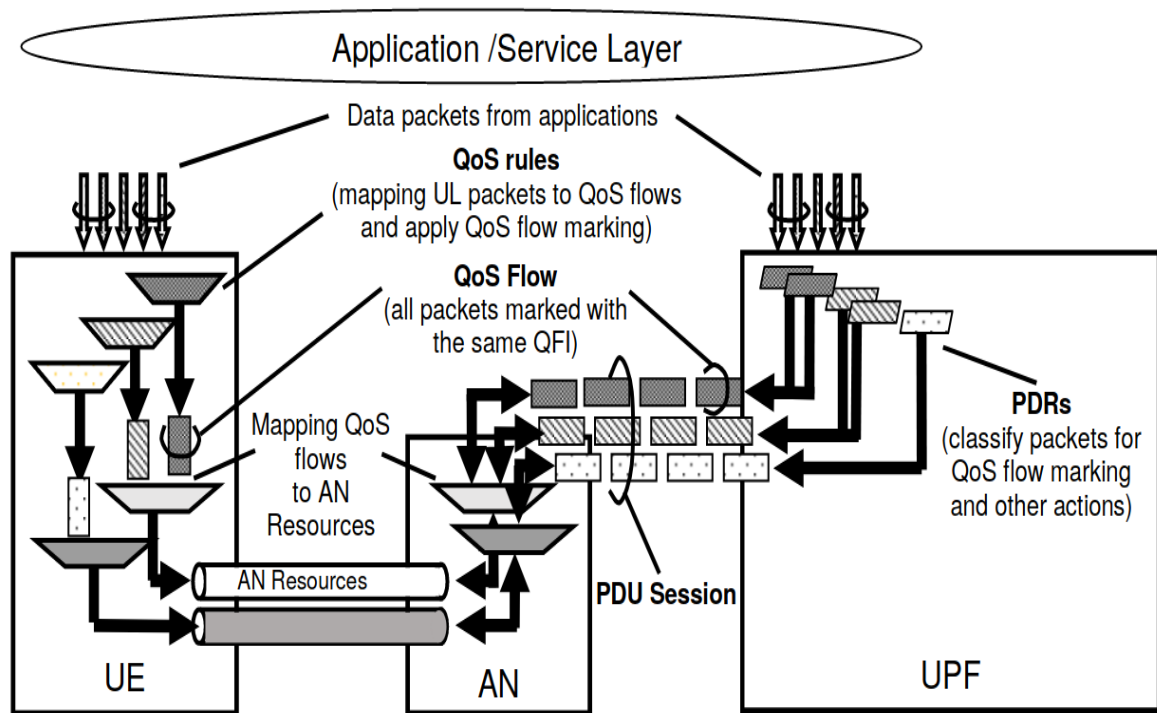 Application /Service Layer
Data packets from applications
QoS rules
(mapping UL packets to QoS flows
and apply QoS flow marking)
QoS Flow
(all packets marked with
the same QFI)
Mapping QoS
flows
to AN
Resources
PDRs
(classify packets for
QoS flow marking
and other actions)
AN Resources
PDU Session
UE
AN
UPF